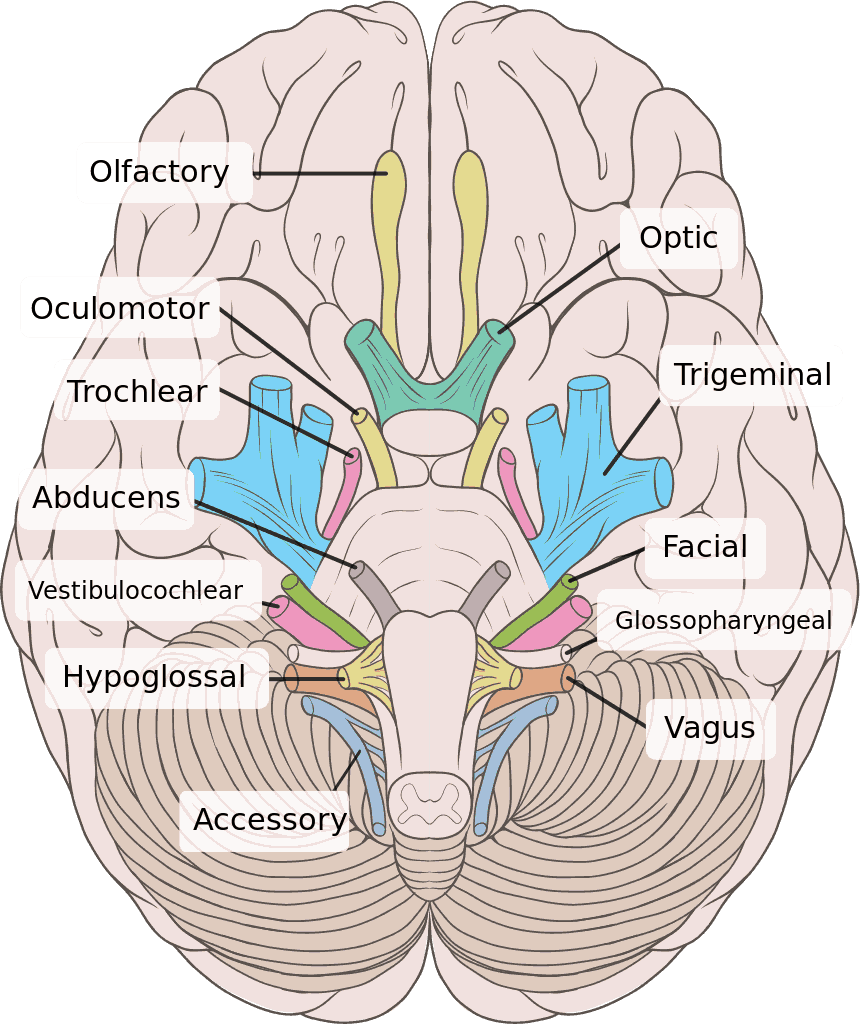 Olfactory
Optic
Oculomotor
Trigeminal
Trochlear
Abducens
Facial
Vestibulocochlear
Glossopharyngeal
Hypoglossal
Vagus
Accessory